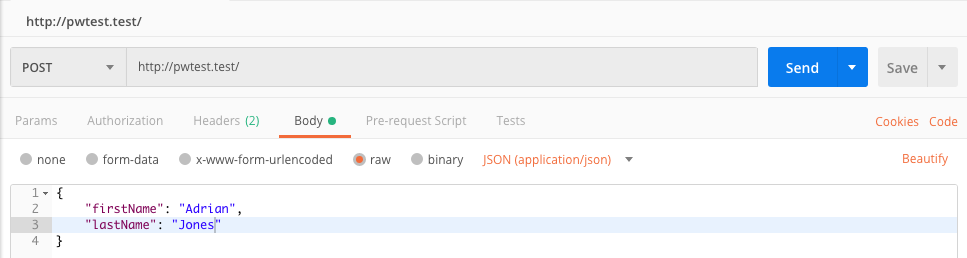 http://pwtest.test/
POST http://pwtest.test/ Send Save
Params Authorization Headers (2) Body Pre-request Script Tests Cookies Code
none form-data x-www-form-urlencoded raw binary JSON (application/json) Beautify
1 {
2 "firstName": "Adrian",
3 "lastName": "Jones"
4 }